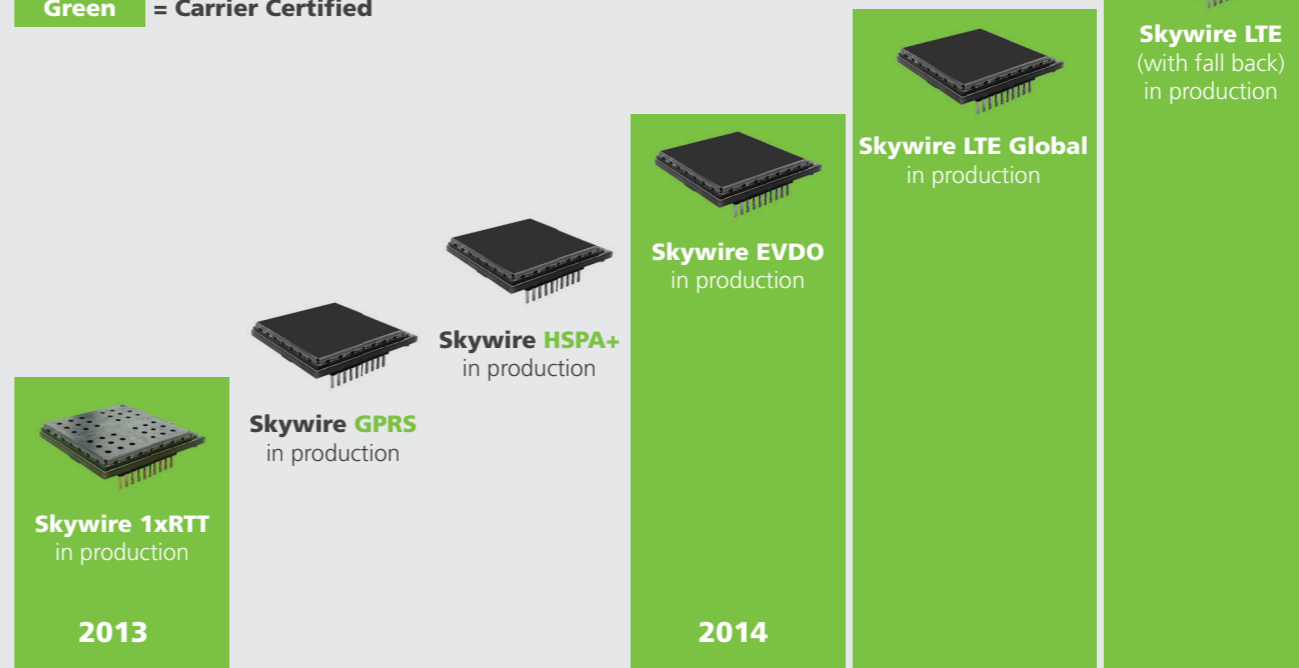 Green = Carrier Certified
Skywire LTE
(with fall back)
in production
Skywire LTE Global
in production
Skywire EVDO
in production
Skywire HSPA+
in production
Skywire GPRS
in production
Skywire 1xRTT
in production
2013
2014